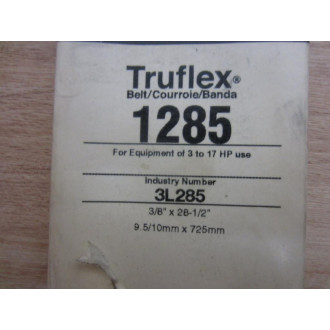 Truflex®
Belt/Courroie/Banda
1285
For Equipment of 3 to 17 HP use
Industry Number
3L285
3/8" x 28-1/2"
9.5/10mm x 725mm